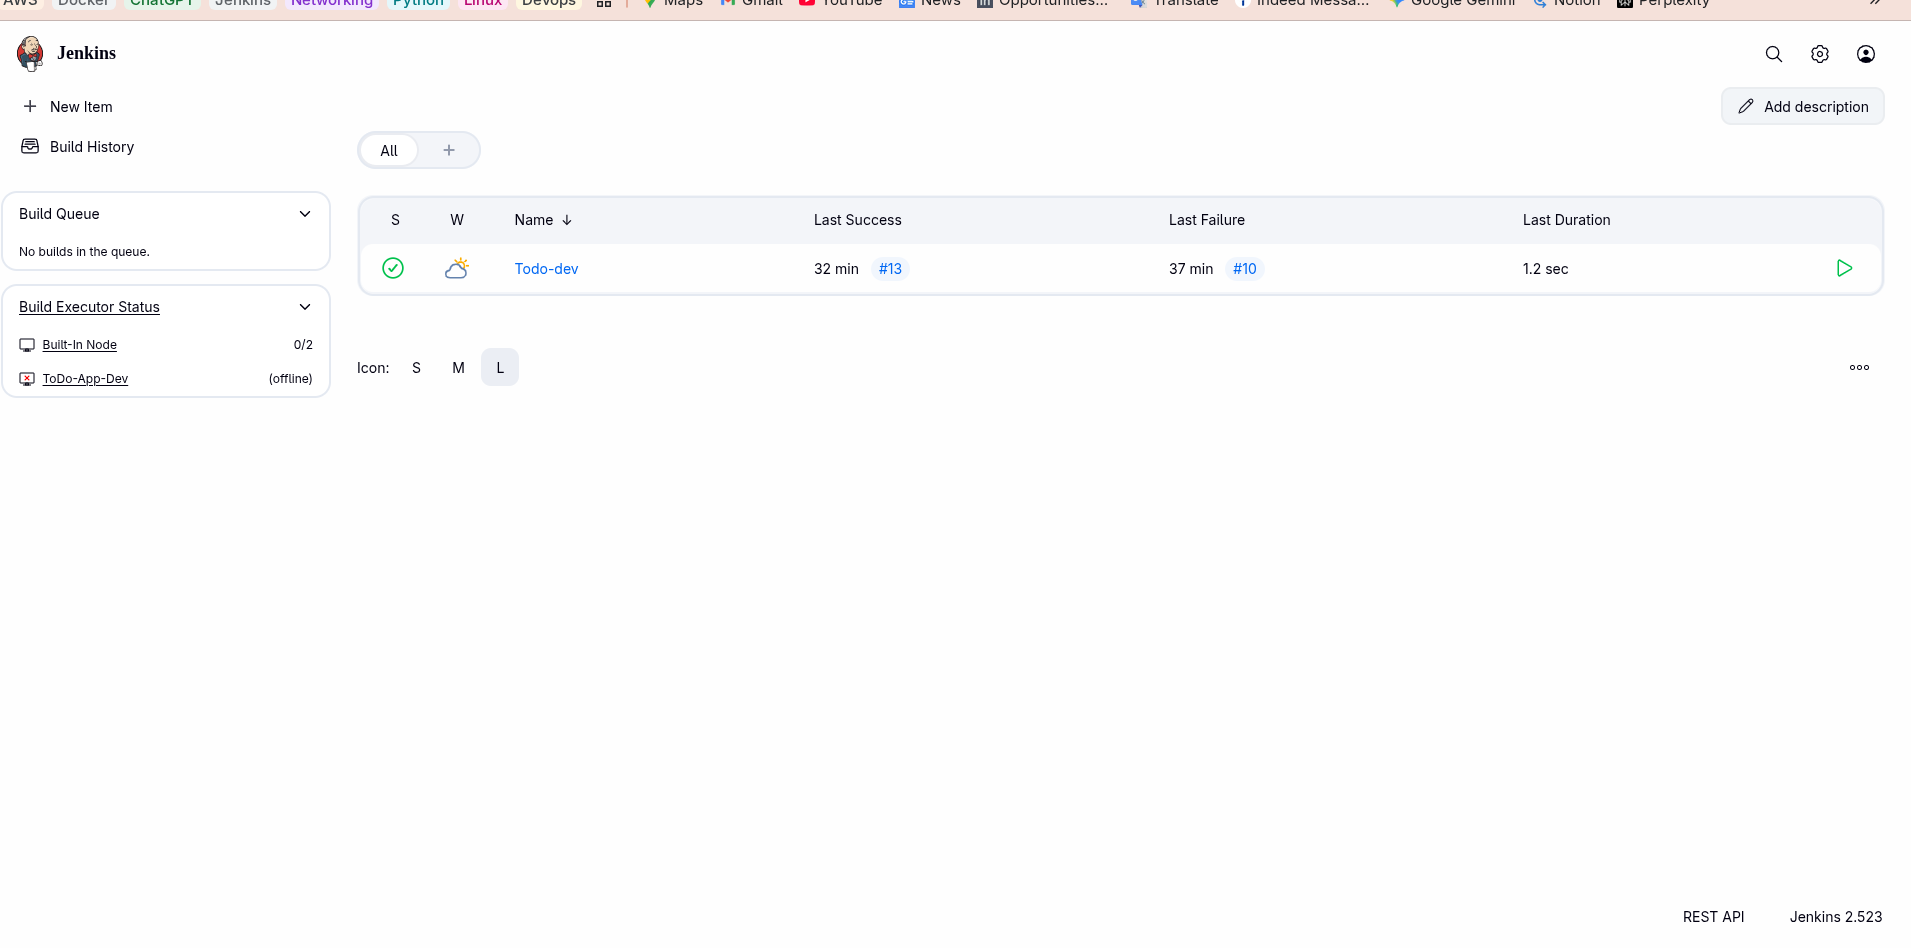 AWS Docker ChatGPT Jenkins Networking Python Linux Devops Maps Gmail YouTube News Opportunities... Translate Indeed Messa... Google Gemini Notion Perplexity
Jenkins
New Item
Add description
Build History
All
Build Queue
No builds in the queue.
S W Name Last Success Last Failure Last Duration
Todo-dev 32 min #13 37 min #10 1.2 sec
Build Executor Status
Built-In Node 0/2
ToDo-App-Dev (offline)
Icon: S M L
REST API Jenkins 2.523